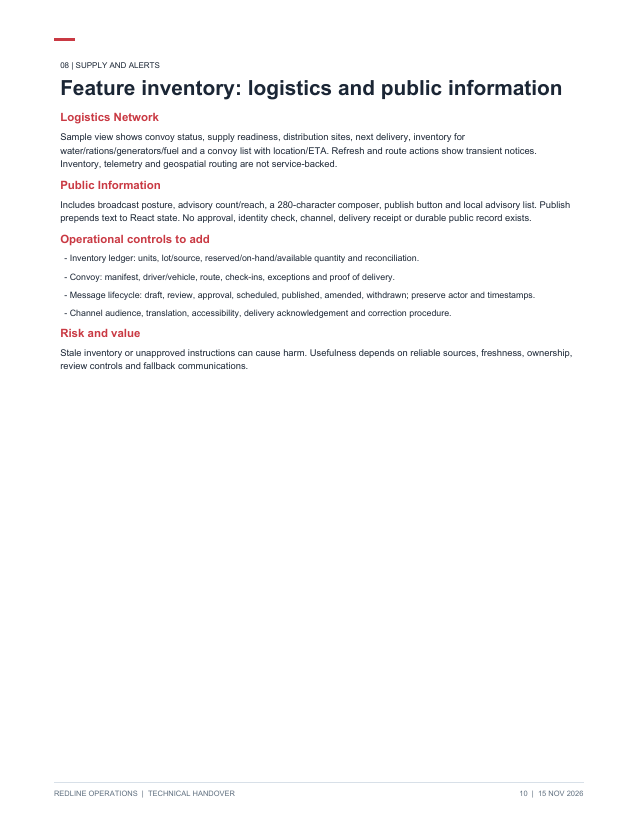 08 | SUPPLY AND ALERTS
Feature inventory: logistics and public information
Logistics Network
Sample view shows convoy status, supply readiness, distribution sites, next delivery, inventory for
water/rations/generators/fuel and a convoy list with location/ETA. Refresh and route actions show transient notices.
Inventory, telemetry and geospatial routing are not service-backed.
Public Information
Includes broadcast posture, advisory count/reach, a 280-character composer, publish button and local advisory list. Publish
prepends text to React state. No approval, identity check, channel, delivery receipt or durable public record exists.
Operational controls to add
- Inventory ledger: units, lot/source, reserved/on-hand/available quantity and reconciliation.
- Convoy: manifest, driver/vehicle, route, check-ins, exceptions and proof of delivery.
- Message lifecycle: draft, review, approval, scheduled, published, amended, withdrawn; preserve actor and timestamps.
- Channel audience, translation, accessibility, delivery acknowledgement and correction procedure.
Risk and value
Stale inventory or unapproved instructions can cause harm. Usefulness depends on reliable sources, freshness, ownership,
review controls and fallback communications.
REDLINE OPERATIONS | TECHNICAL HANDOVER
10 | 15 NOV 2026